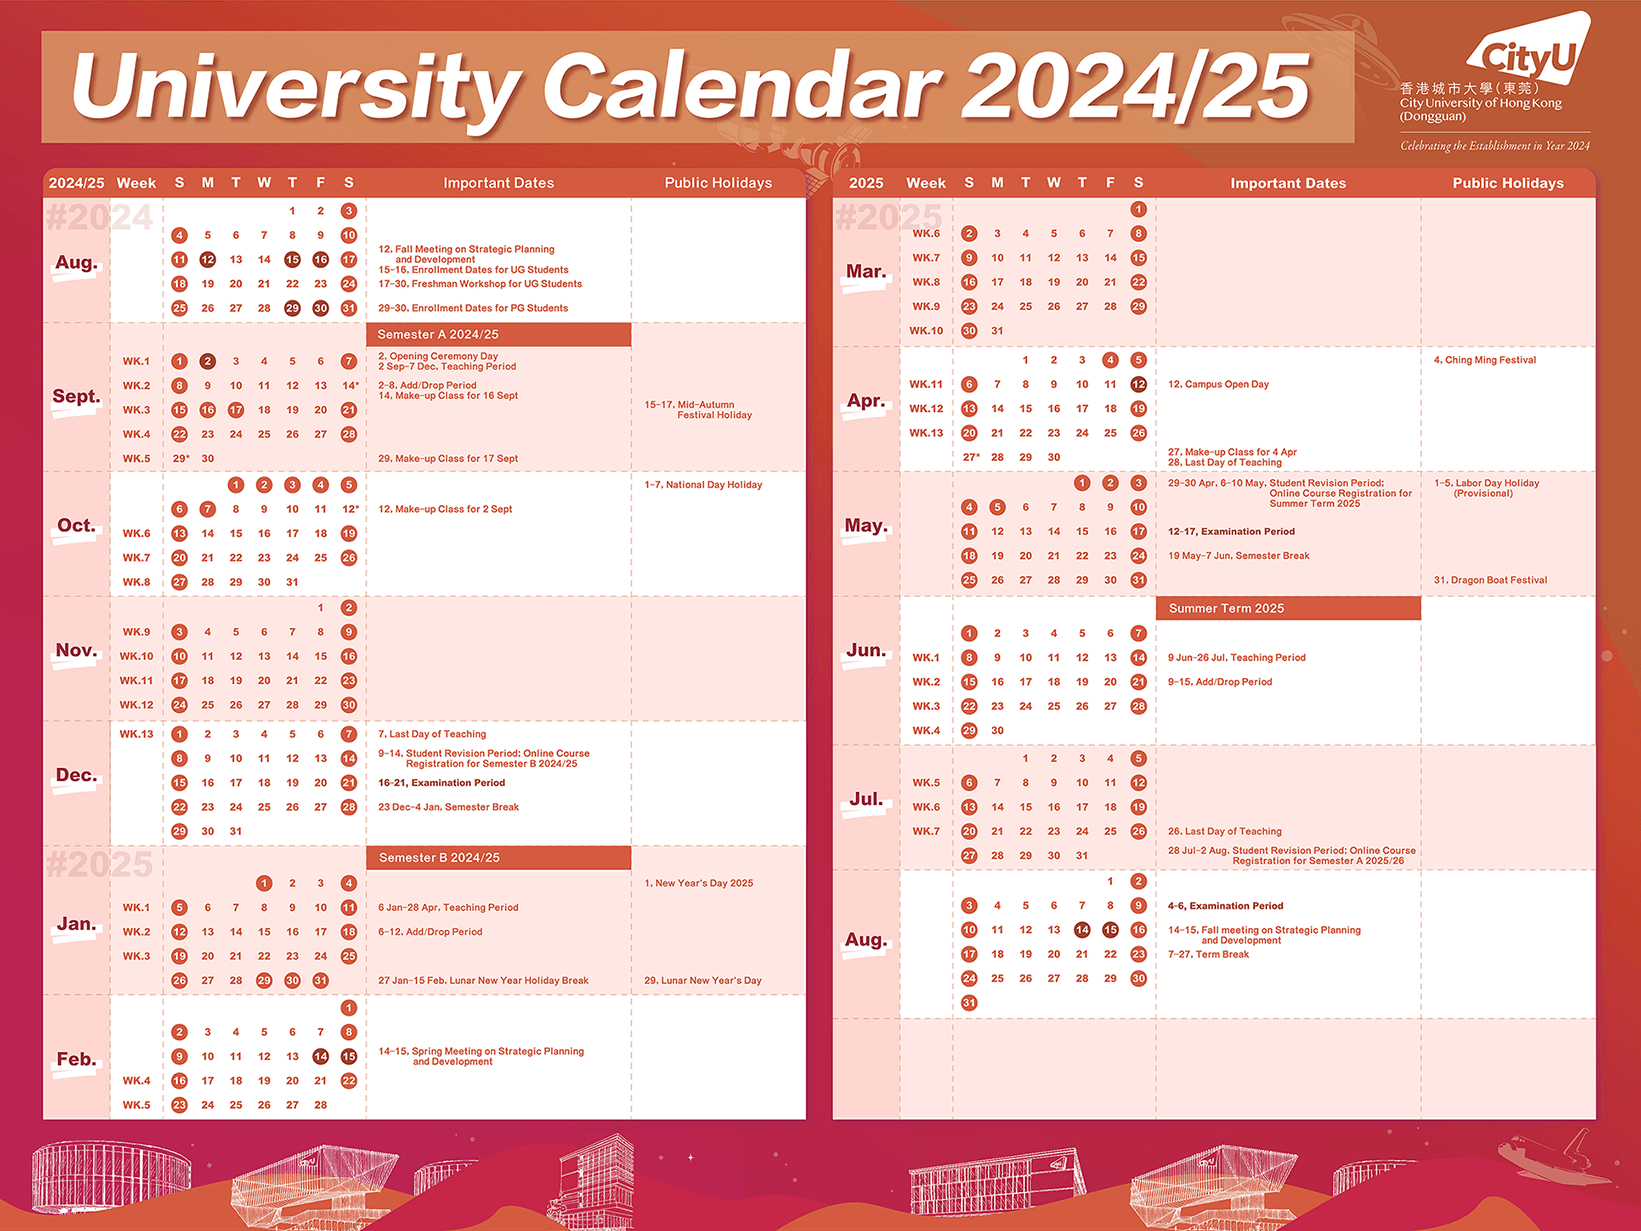 University Calendar 2024/25
CityU
香港城市大學(東莞)
City University of Hong Kong
(Dongguan)
Celebrating the Establishment in Year 2024
2024/25 Week S M T W T F S Important Dates Public Holidays
#2024
Aug.
1 2 3
4 5 6 7 8 9 10
12. Fall Meeting on Strategic Planning
and Development
11 12 13 14 15 16 17
15-16. Enrollment Dates for UG Students
18 19 20 21 22 23 24 17-30. Freshman Workshop for UG Students
25 26 27 28 29 30 31 29-30. Enrollment Dates for PG Students
Semester A 2024/25
Sept.
WK.1 1 2 3 4 5 6 7 2. Opening Ceremony Day
2 Sep-7 Dec. Teaching Period
WK.2 8 9 10 11 12 13 14* 2-8. Add/Drop Period
14. Make-up Class for 16 Sept
WK.3 15 16 17 18 19 20 21 15-17. Mid-Autumn
Festival Holiday
WK.4 22 23 24 25 26 27 28
WK.5 29* 30 29. Make-up Class for 17 Sept
Oct.
1 2 3 4 5 1-7. National Day Holiday
6 7 8 9 10 11 12* 12. Make-up Class for 2 Sept
WK.6 13 14 15 16 17 18 19
WK.7 20 21 22 23 24 25 26
WK.8 27 28 29 30 31
Nov.
1 2
WK.9 3 4 5 6 7 8 9
WK.10 10 11 12 13 14 15 16
WK.11 17 18 19 20 21 22 23
WK.12 24 25 26 27 28 29 30
Dec.
WK.13 1 2 3 4 5 6 7 7. Last Day of Teaching
8 9 10 11 12 13 14 9-14. Student Revision Period; Online Course
Registration for Semester B 2024/25
15 16 17 18 19 20 21 16-21, Examination Period
22 23 24 25 26 27 28 23 Dec-4 Jan. Semester Break
29 30 31
#2025
Semester B 2024/25
Jan.
1 2 3 4 1. New Year's Day 2025
WK.1 5 6 7 8 9 10 11 6 Jan-28 Apr. Teaching Period
WK.2 12 13 14 15 16 17 18 6-12. Add/Drop Period
WK.3 19 20 21 22 23 24 25
26 27 28 29 30 31 27 Jan-15 Feb. Lunar New Year Holiday Break 29. Lunar New Year's Day
Feb.
1
2 3 4 5 6 7 8
9 10 11 12 13 14 15 14-15. Spring Meeting on Strategic Planning
and Development
WK.4 16 17 18 19 20 21 22
WK.5 23 24 25 26 27 28
2025 Week S M T W T F S Important Dates Public Holidays
#2025
Mar.
1
WK.6 2 3 4 5 6 7 8
WK.7 9 10 11 12 13 14 15
WK.8 16 17 18 19 20 21 22
WK.9 23 24 25 26 27 28 29
WK.10 30 31
Apr.
1 2 3 4 5 4. Ching Ming Festival
WK.11 6 7 8 9 10 11 12 12. Campus Open Day
WK.12 13 14 15 16 17 18 19
WK.13 20 21 22 23 24 25 26
27* 28 29 30 27. Make-up Class for 4 Apr
28. Last Day of Teaching
May.
1 2 3 29-30 Apr. 6-10 May. Student Revision Period; 1-5. Labor Day Holiday
Online Course Registration for (Provisional)
Summer Term 2025
4 5 6 7 8 9 10
11 12 13 14 15 16 17 12-17, Examination Period
18 19 20 21 22 23 24 19 May-7 Jun. Semester Break
25 26 27 28 29 30 31 31. Dragon Boat Festival
Summer Term 2025
Jun.
1 2 3 4 5 6 7
WK.1 8 9 10 11 12 13 14 9 Jun-26 Jul. Teaching Period
WK.2 15 16 17 18 19 20 21 9-15. Add/Drop Period
WK.3 22 23 24 25 26 27 28
WK.4 29 30
Jul.
1 2 3 4 5
WK.5 6 7 8 9 10 11 12
WK.6 13 14 15 16 17 18 19
WK.7 20 21 22 23 24 25 26 26. Last Day of Teaching
27 28 29 30 31 28 Jul-2 Aug. Student Revision Period; Online Course
Registration for Semester A 2025/26
Aug.
1 2
3 4 5 6 7 8 9 4-6, Examination Period
10 11 12 13 14 15 16 14-15. Fall meeting on Strategic Planning
and Development
17 18 19 20 21 22 23 7-27. Term Break
24 25 26 27 28 29 30
31